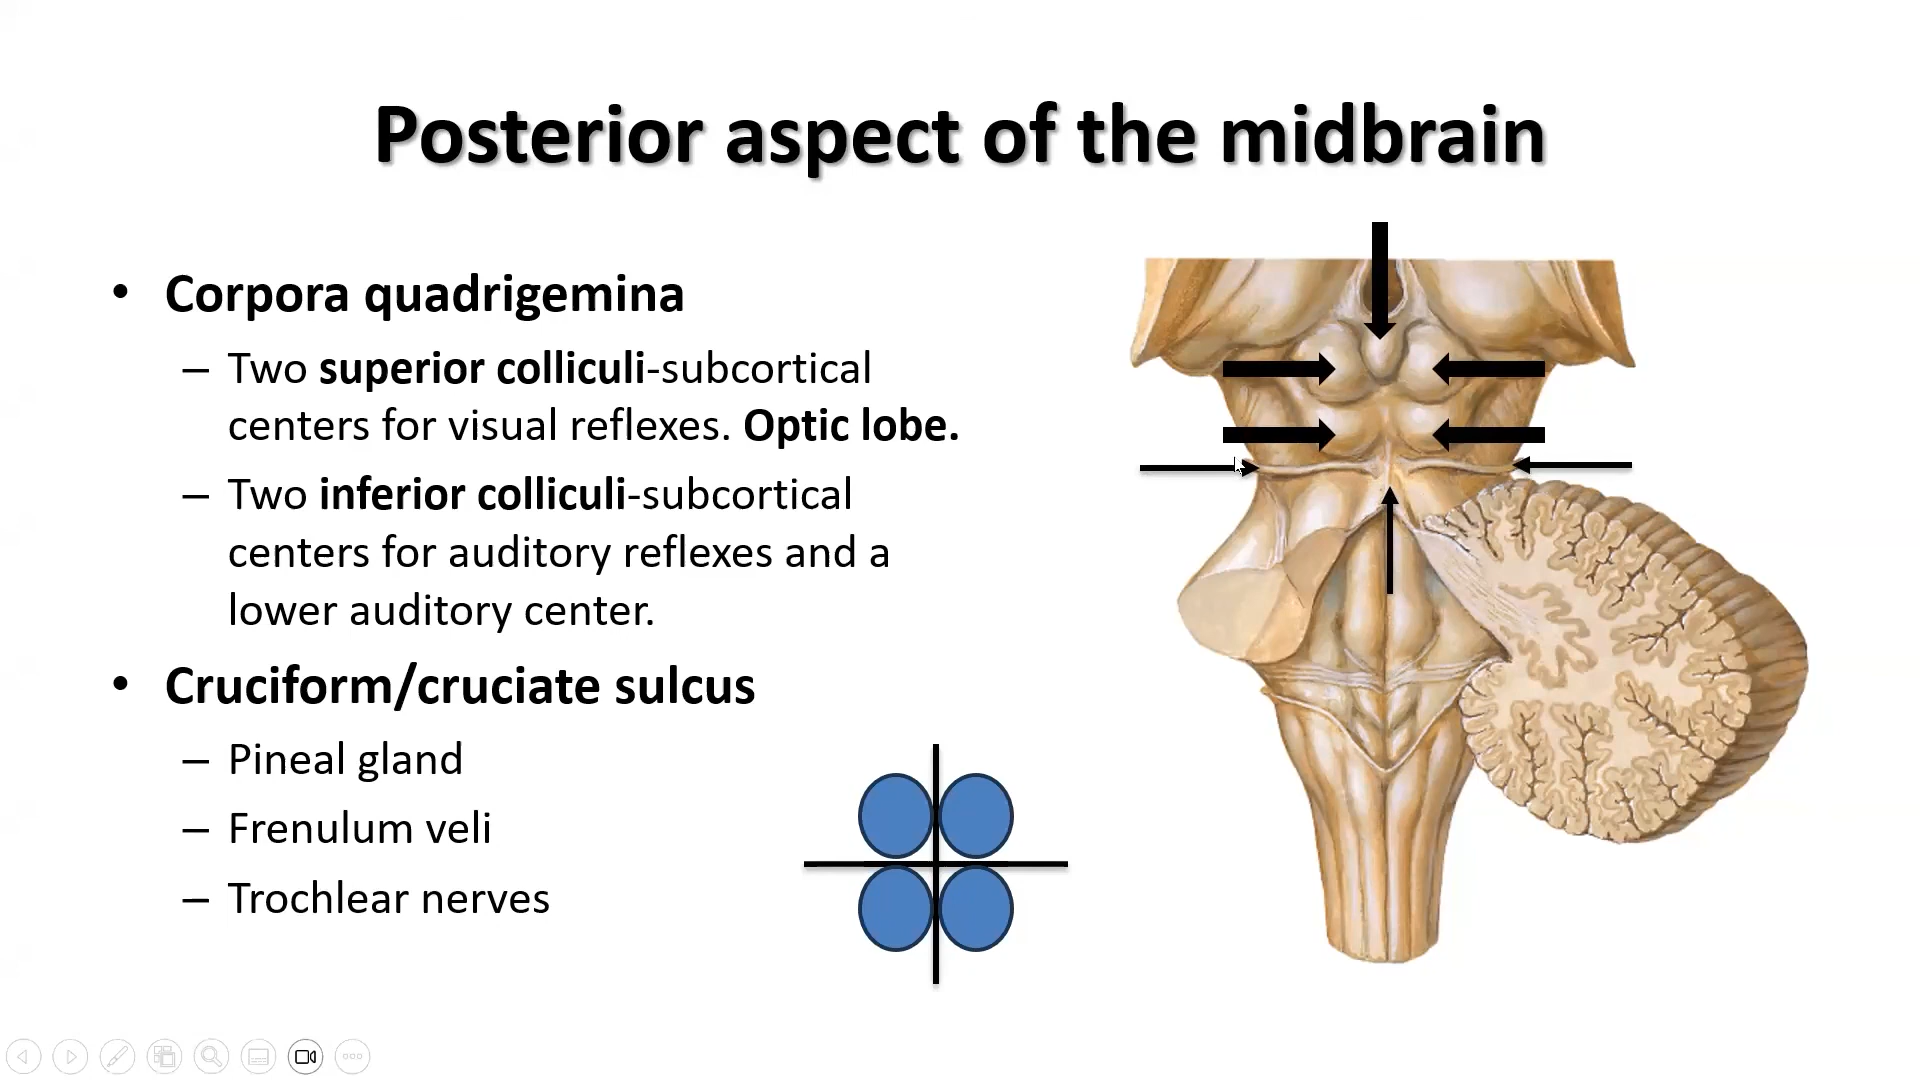 Posterior aspect of the midbrain
• Corpora quadrigemina
– Two superior colliculi-subcortical
centers for visual reflexes. Optic lobe.
– Two inferior colliculi-subcortical
centers for auditory reflexes and a
lower auditory center.
• Cruciform/cruciate sulcus
– Pineal gland
– Frenulum veli
– Trochlear nerves